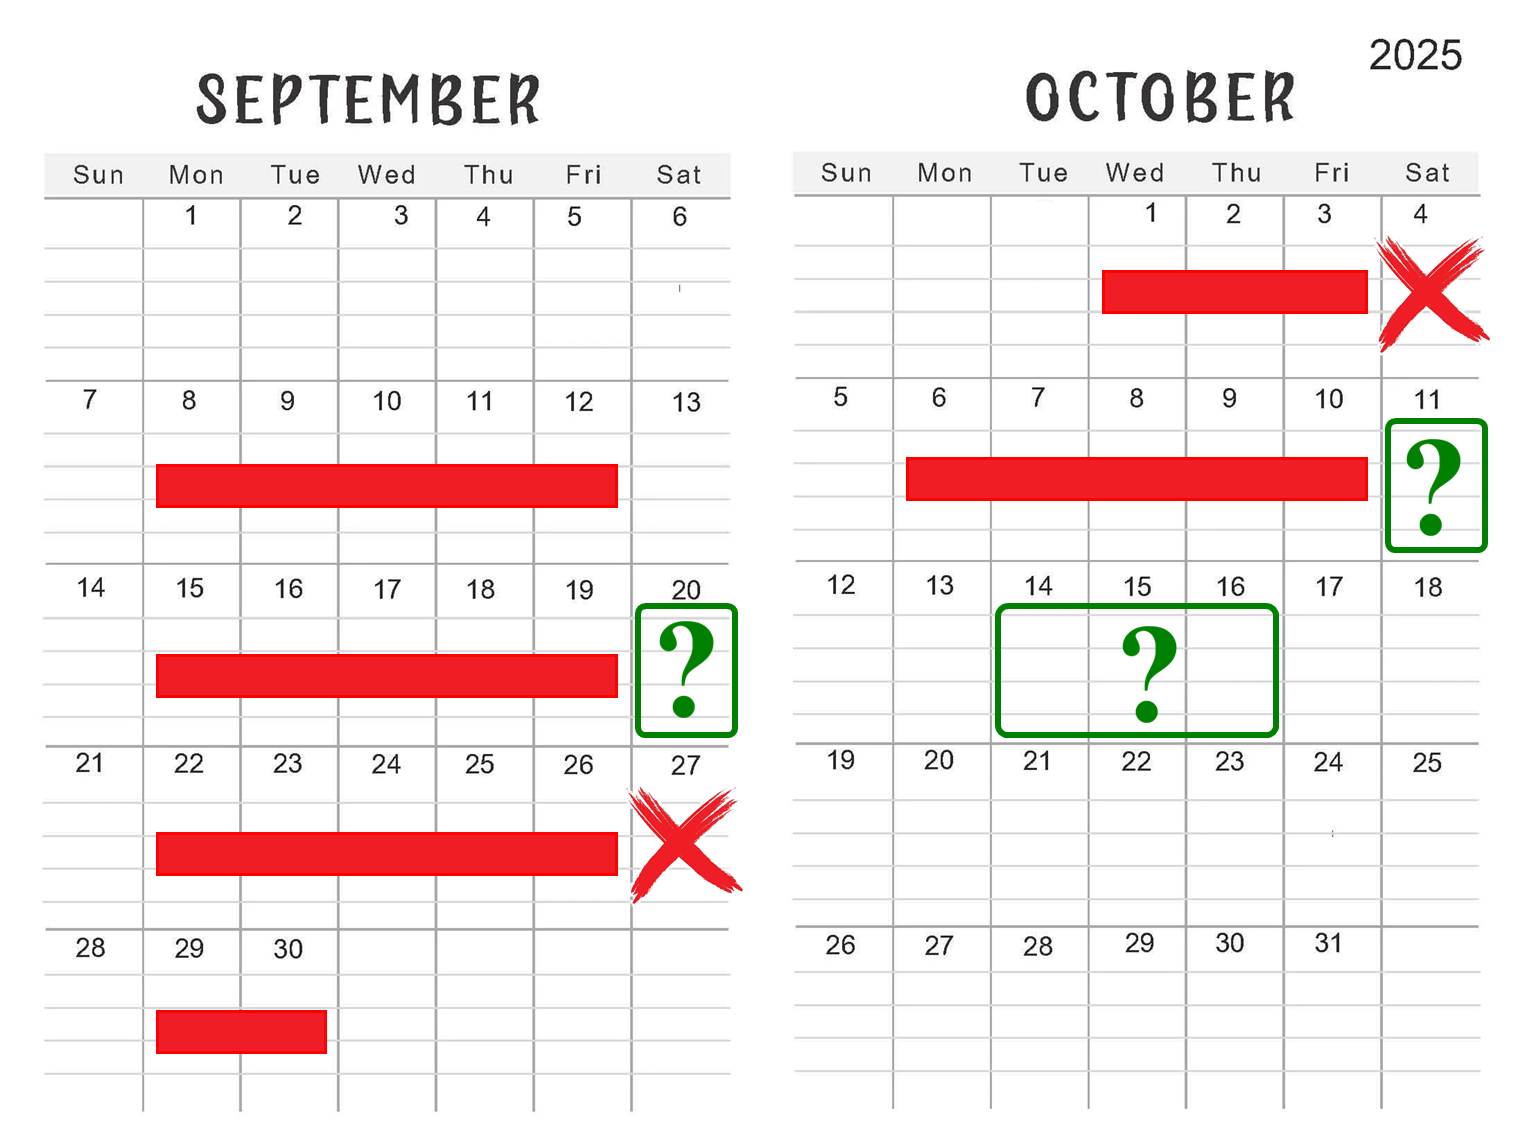 2025
SEPTEMBER
Sun Mon Tue Wed Thu Fri Sat
1 2 3 4 5 6
7 8 9 10 11 12 13
14 15 16 17 18 19 20
?
21 22 23 24 25 26 27
28 29 30
OCTOBER
Sun Mon Tue Wed Thu Fri Sat
1 2 3 4
5 6 7 8 9 10 11
?
12 13 14 15 16 17 18
?
19 20 21 22 23 24 25
26 27 28 29 30 31